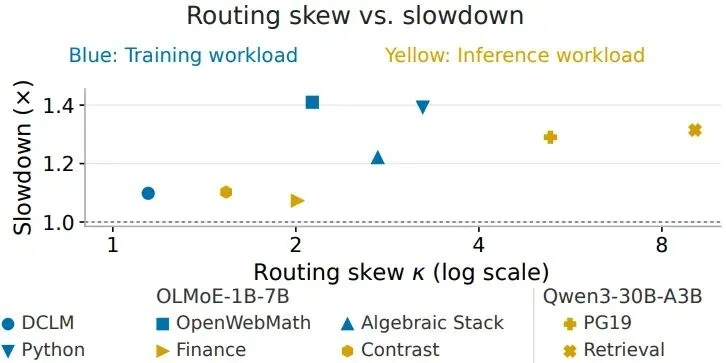 Routing skew vs. slowdown
Blue: Training workload Yellow: Inference workload
Slowdown (×)
1.4
1.2
1.0
1 2 4 8
Routing skew κ (log scale)
OLMoE-1B-7B Qwen3-30B-A3B
DCLM OpenWebMath Algebraic Stack PG19
Python Finance Contrast Retrieval